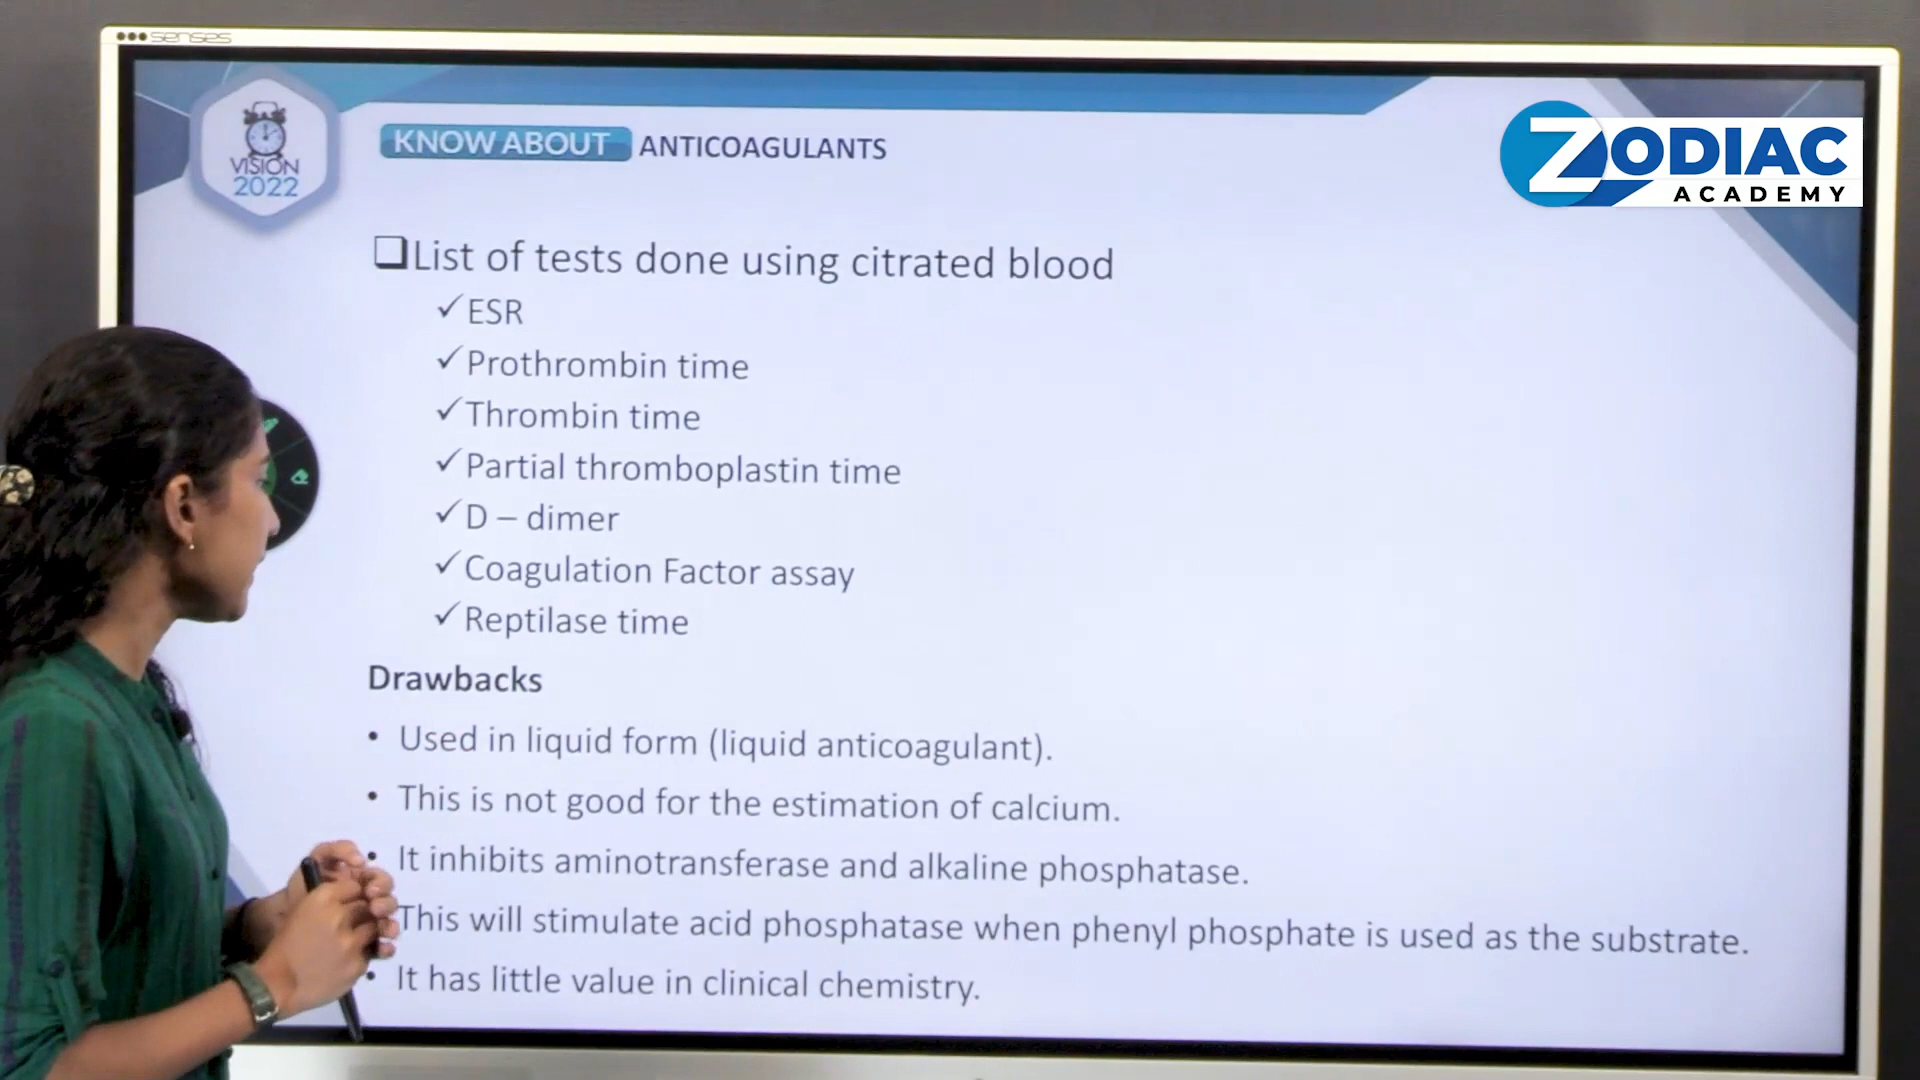 senses
VISION
2022
KNOW ABOUT ANTICOAGULANTS
ZODIAC
ACADEMY
List of tests done using citrated blood
✓ESR
✓Prothrombin time
✓Thrombin time
✓Partial thromboplastin time
✓D – dimer
✓Coagulation Factor assay
✓Reptilase time
Drawbacks
• Used in liquid form (liquid anticoagulant).
• This is not good for the estimation of calcium.
• It inhibits aminotransferase and alkaline phosphatase.
This will stimulate acid phosphatase when phenyl phosphate is used as the substrate.
• It has little value in clinical chemistry.